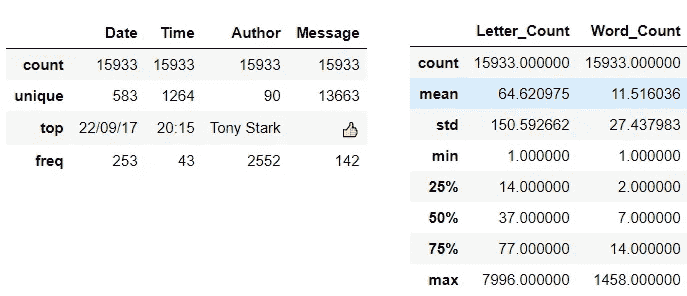 Date Time Author Message
count 15933 15933 15933 15933
unique 583 1264 90 13663
top 22/09/17 20:15 Tony Stark 👍
freq 253 43 2552 142
Letter_Count Word_Count
count 15933.000000 15933.000000
mean 64.620975 11.516036
std 150.592662 27.437983
min 1.000000 1.000000
25% 14.000000 2.000000
50% 37.000000 7.000000
75% 77.000000 14.000000
max 7996.000000 1458.000000